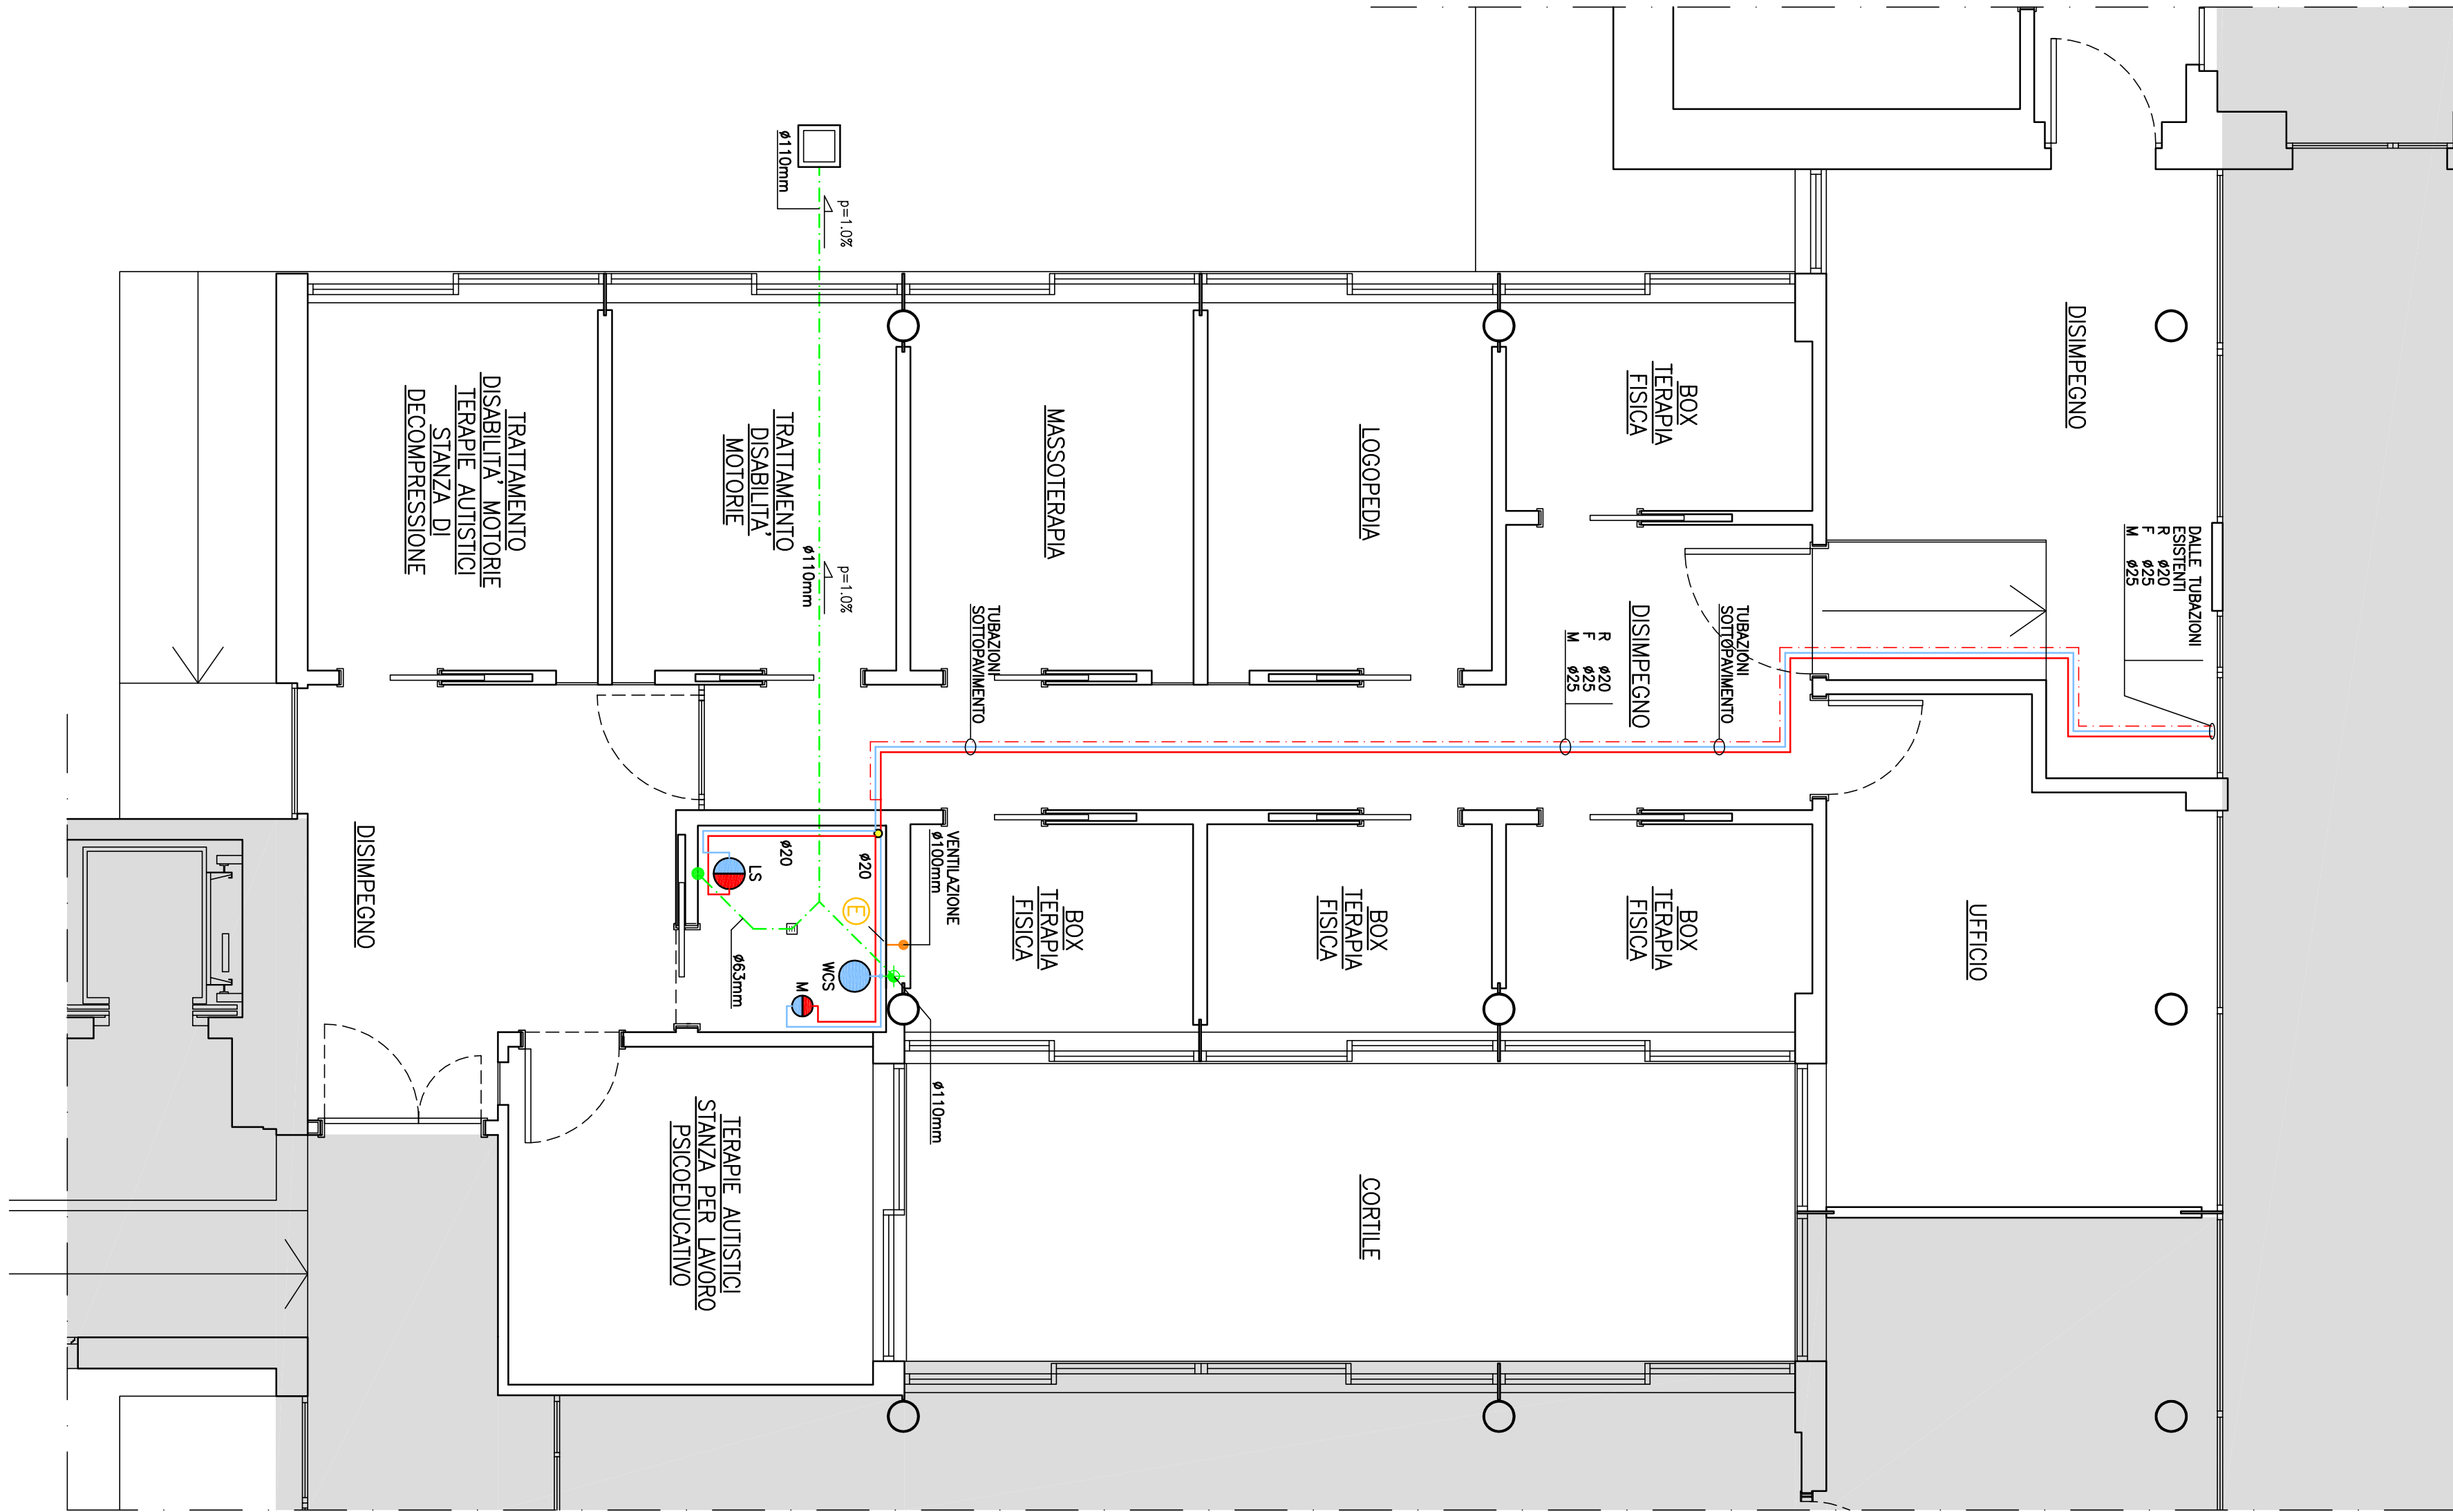 DISIMPEGNO
DALLE TUBAZIONI
ESISTENTI
R ø20
F ø25
M ø25
UFFICIO
TUBAZIONI
SOTTOPAVIMENTO
BOX
TERAPIA
FISICA
DISIMPEGNO
R ø20
F ø25
M ø25
BOX
TERAPIA
FISICA
LOGOPEDIA
BOX
TERAPIA
FISICA
CORTILE
MASSOTERAPIA
TUBAZIONI
SOTTOPAVIMENTO
BOX
TERAPIA
FISICA
VENTILAZIONE
ø100mm
ø110mm
p=1.0%
p=1.0%
ø110mm
ø110mm
TRATTAMENTO
DISABILITA'
MOTORIE
ø20
ø20
E
LS
WCS
M
ø63mm
TERAPIE AUTISTICI
STANZA PER LAVORO
PSICOEDUCATIVO
TRATTAMENTO
DISABILITA' MOTORIE
TERAPIE AUTISTICI
STANZA DI
DECOMPRESSIONE
DISIMPEGNO